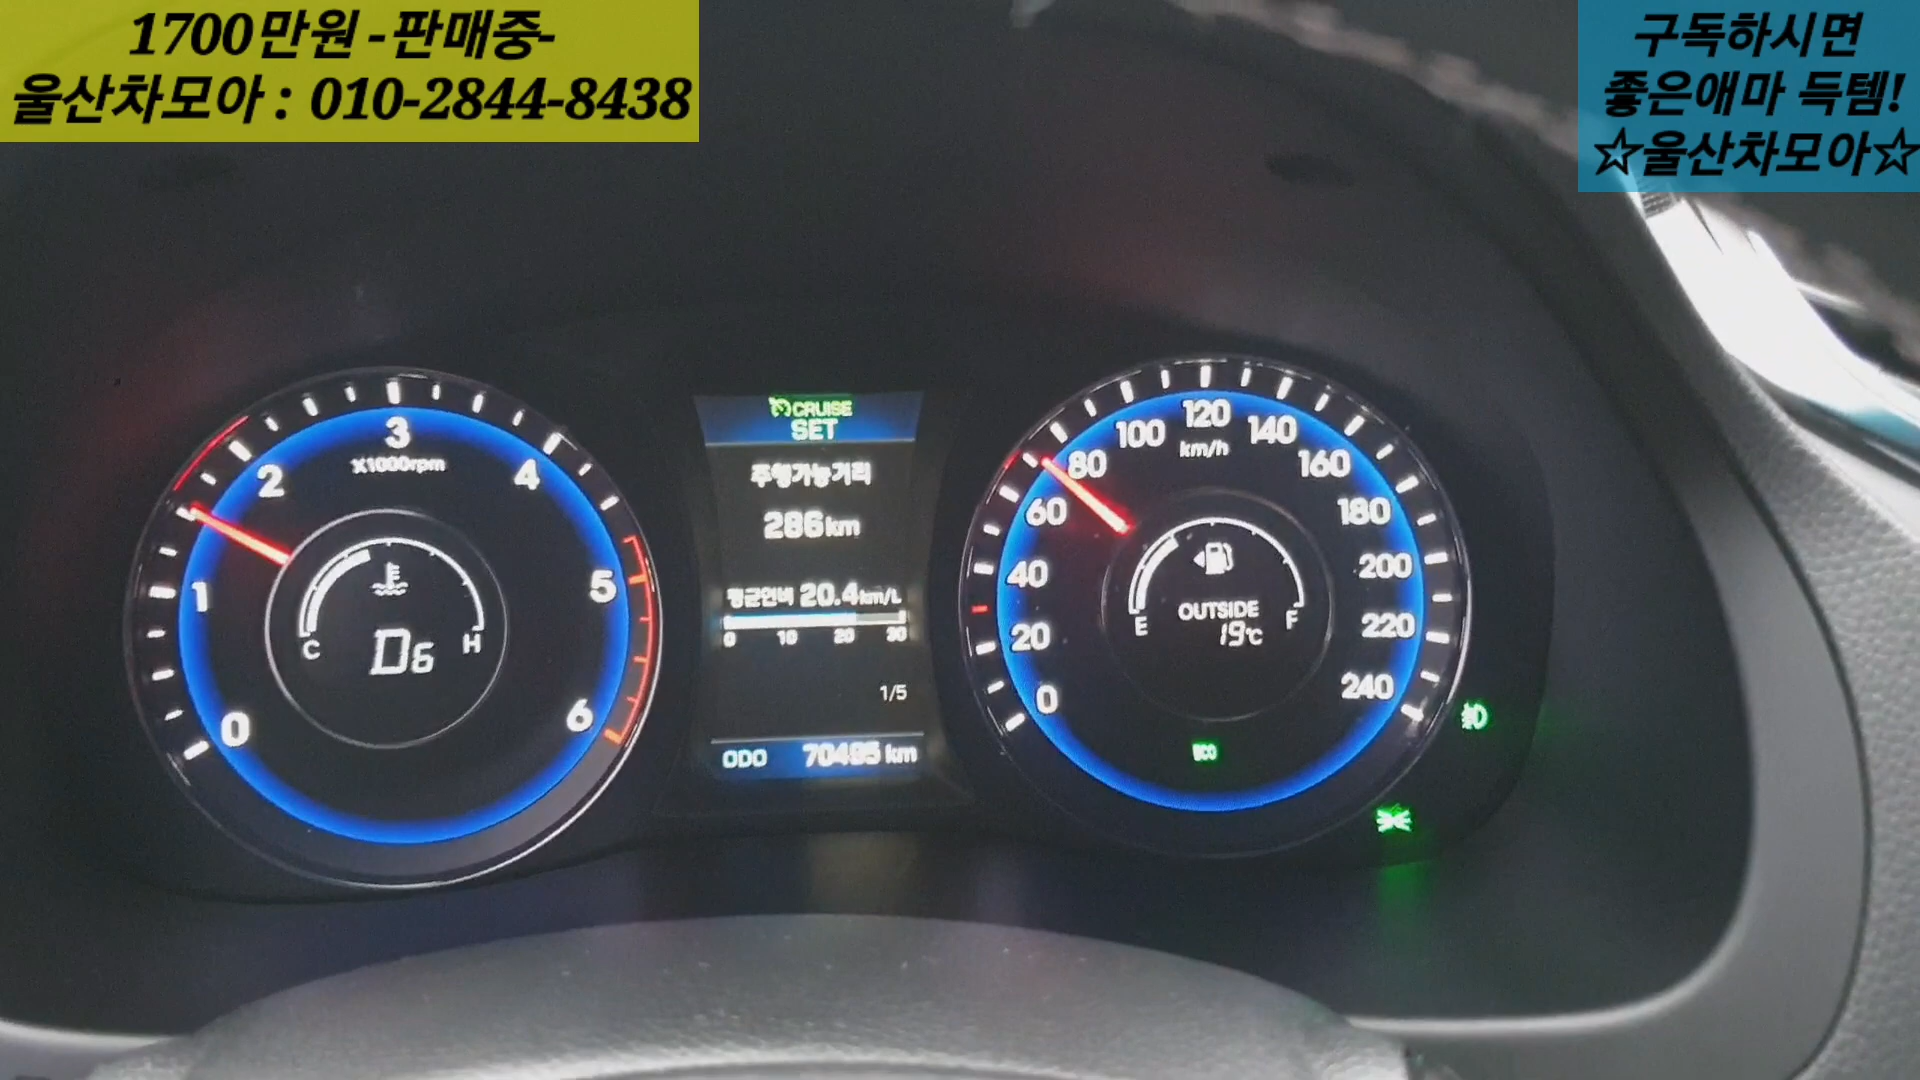 1700만원 -판매중-
울산차모아 : 010-2844-8438
구독하시면
좋은애마 득템!
☆울산차모아☆
0
1
2
3
4
5
6
X1000rpm
C
H
D6
CRUISE
SET
주행가능거리
286km
평균연비 20.4km/L
0 10 20 30
1/5
ODO 70495 km
0
20
40
60
80
100
120
140
160
180
200
220
240
km/h
E
F
OUTSIDE
19℃
ECO